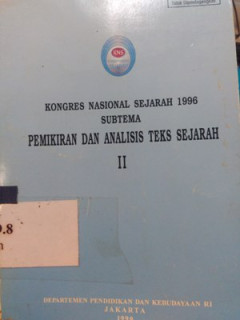 KONGRES NASIONAL SEJARAH 1996
SUBTEMA
PEMIKIRAN DAN ANALISIS TEKS SEJARAH
II
9.8
DEPARTEMEN PENDIDIKAN DAN KEBUDAYAAN RI
JAKARTA